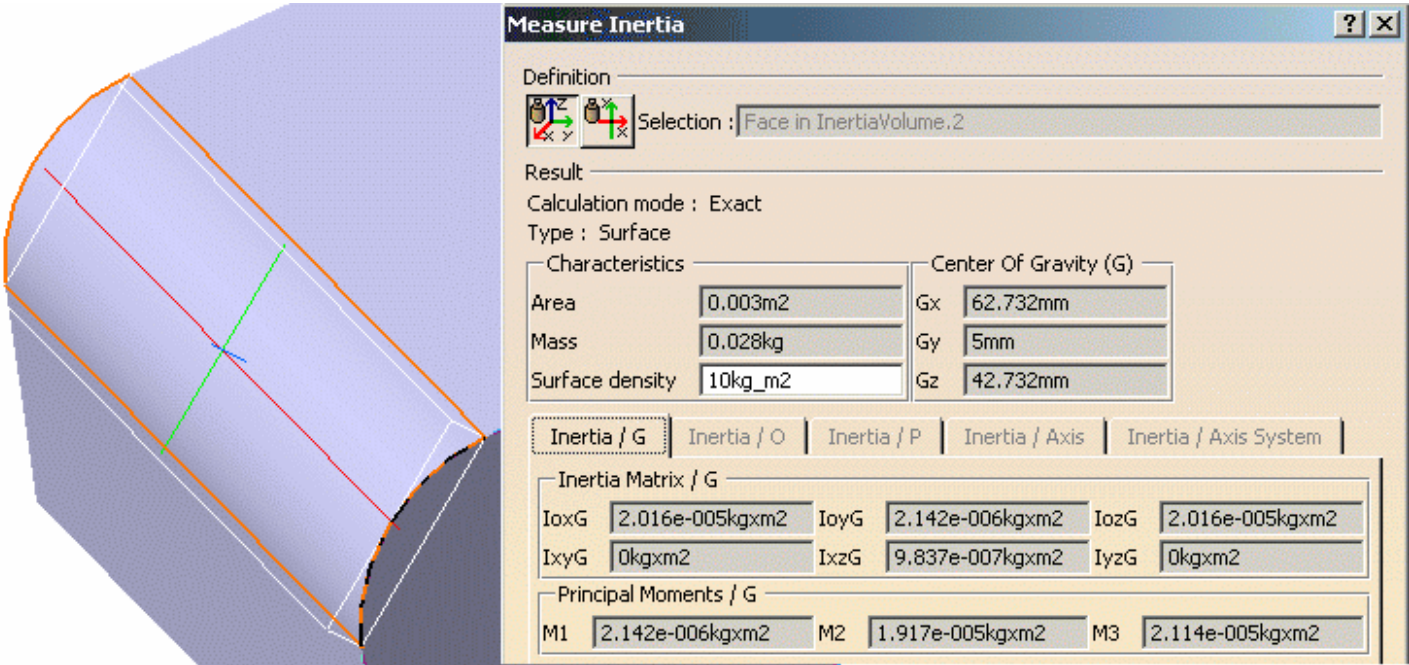 Measure Inertia ? X
Definition
Z X Y X X Selection : Face in InertiaVolume.2
Result
Calculation mode : Exact
Type : Surface
Characteristics Center Of Gravity (G)
Area 0.003m2 Gx 62.732mm
Mass 0.028kg Gy 5mm
Surface density 10kg_m2 Gz 42.732mm
Inertia / G Inertia / O Inertia / P Inertia / Axis Inertia / Axis System
Inertia Matrix / G
IoxG 2.016e-005kgxm2 IoyG 2.142e-006kgxm2 IozG 2.016e-005kgxm2
IxyG 0kgxm2 IxzG 9.837e-007kgxm2 IyzG 0kgxm2
Principal Moments / G
M1 2.142e-006kgxm2 M2 1.917e-005kgxm2 M3 2.114e-005kgxm2